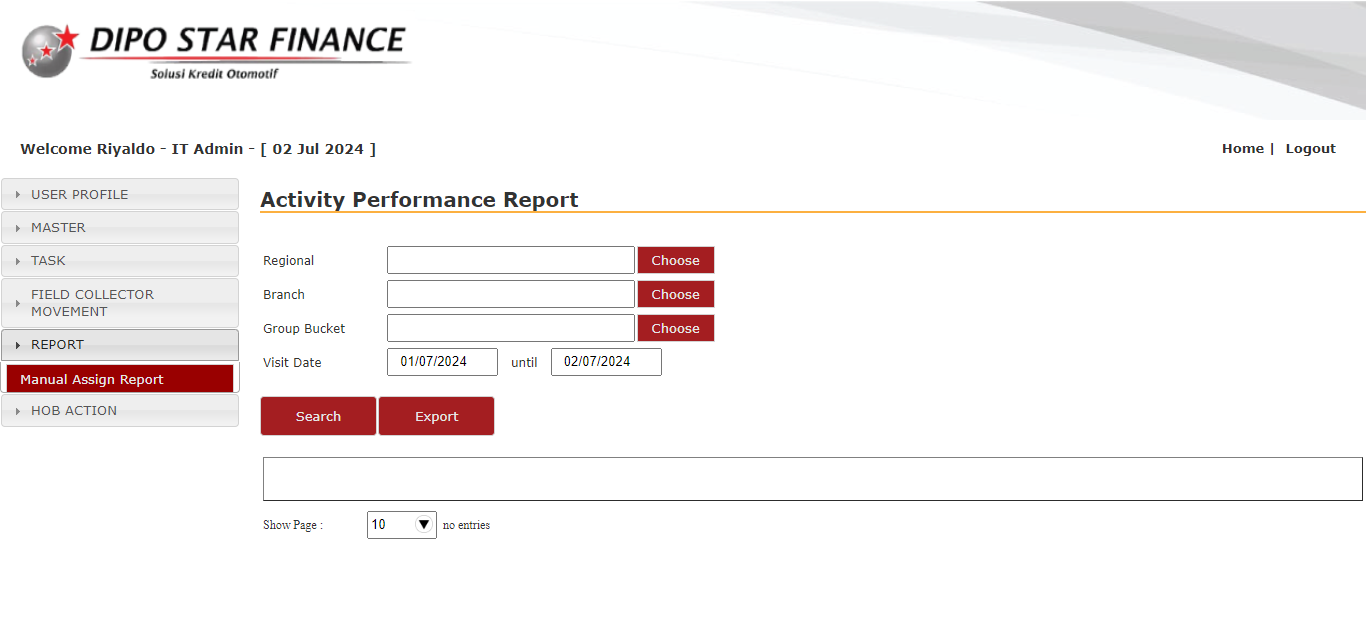 DIPO STAR FINANCE
Solusi Kredit Otomotif
Welcome Riyaldo - IT Admin - [ 02 Jul 2024 ]
Home | Logout
USER PROFILE
MASTER
TASK
FIELD COLLECTOR
MOVEMENT
REPORT
Manual Assign Report
HOB ACTION
Activity Performance Report
Regional Choose
Branch Choose
Group Bucket Choose
Visit Date 01/07/2024 until 02/07/2024
Search Export
Show Page : 10 no entries